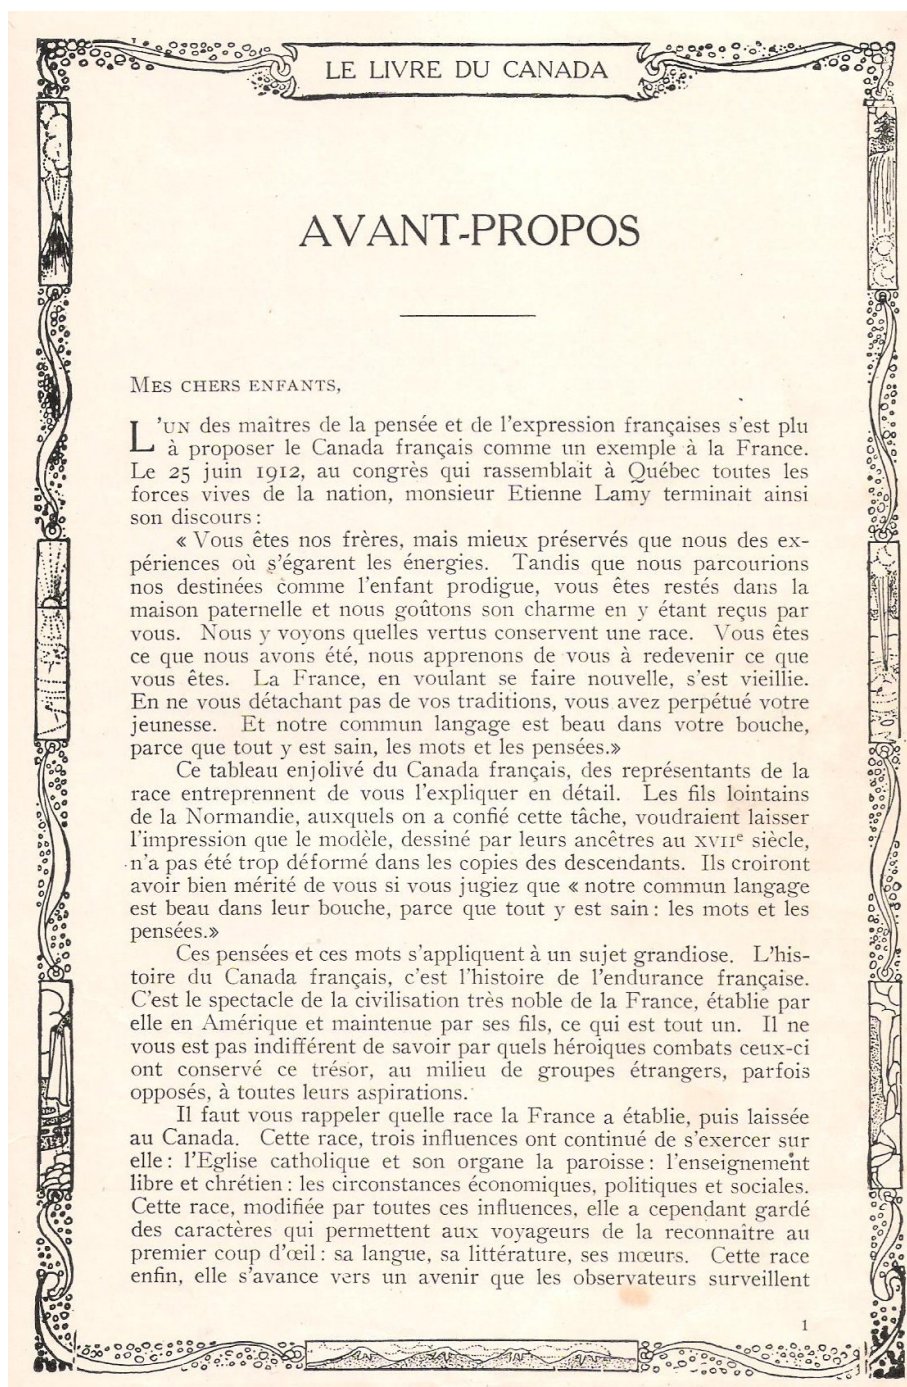 LE LIVRE DU CANADA
AVANT-PROPOS
MES CHERS ENFANTS,
L'UN des maîtres de la pensée et de l'expression françaises s'est plu
à proposer le Canada français comme un exemple à la France.
Le 25 juin 1912, au congrès qui rassemblait à Québec toutes les
forces vives de la nation, monsieur Etienne Lamy terminait ainsi
son discours :
« Vous êtes nos frères, mais mieux préservés que nous des ex-
périences où s'égarent les énergies. Tandis que nous parcourions
nos destinées comme l'enfant prodigue, vous êtes restés dans la
maison paternelle et nous goûtons son charme en y étant reçus par
vous. Nous y voyons quelles vertus conservent une race. Vous êtes
ce que nous avons été, nous apprenons de vous à redevenir ce que
vous êtes. La France, en voulant se faire nouvelle, s'est vieillie.
En ne vous détachant pas de vos traditions, vous avez perpétué votre
jeunesse. Et notre commun langage est beau dans votre bouche,
parce que tout y est sain, les mots et les pensées.»
Ce tableau enjolivé du Canada français, des représentants de la
race entreprennent de vous l'expliquer en détail. Les fils lointains
de la Normandie, auxquels on a confié cette tâche, voudraient laisser
l'impression que le modèle, dessiné par leurs ancêtres au XVIIe siècle,
n'a pas été trop déformé dans les copies des descendants. Ils croiront
avoir bien mérité de vous si vous jugiez que « notre commun langage
est beau dans leur bouche, parce que tout y est sain : les mots et les
pensées.»
Ces pensées et ces mots s'appliquent à un sujet grandiose. L'his-
toire du Canada français, c'est l'histoire de l'endurance française.
C'est le spectacle de la civilisation très noble de la France, établie par
elle en Amérique et maintenue par ses fils, ce qui est tout un. Il ne
vous est pas indifférent de savoir par quels héroiques combats ceux-ci
ont conservé ce trésor, au milieu de groupes étrangers, parfois
opposés, à toutes leurs aspirations.
Il faut vous rappeler quelle race la France a établie, puis laissée
au Canada. Cette race, trois influences ont continué de s'exercer sur
elle : l'Eglise catholique et son organe la paroisse : l'enseignement
libre et chrétien : les circonstances économiques, politiques et sociales.
Cette race, modifiée par toutes ces influences, elle a cependant gardé
des caractères qui permettent aux voyageurs de la reconnaître au
premier coup d'œil : sa langue, sa littérature, ses mœurs. Cette race
enfin, elle s'avance vers un avenir que les observateurs surveillent
1